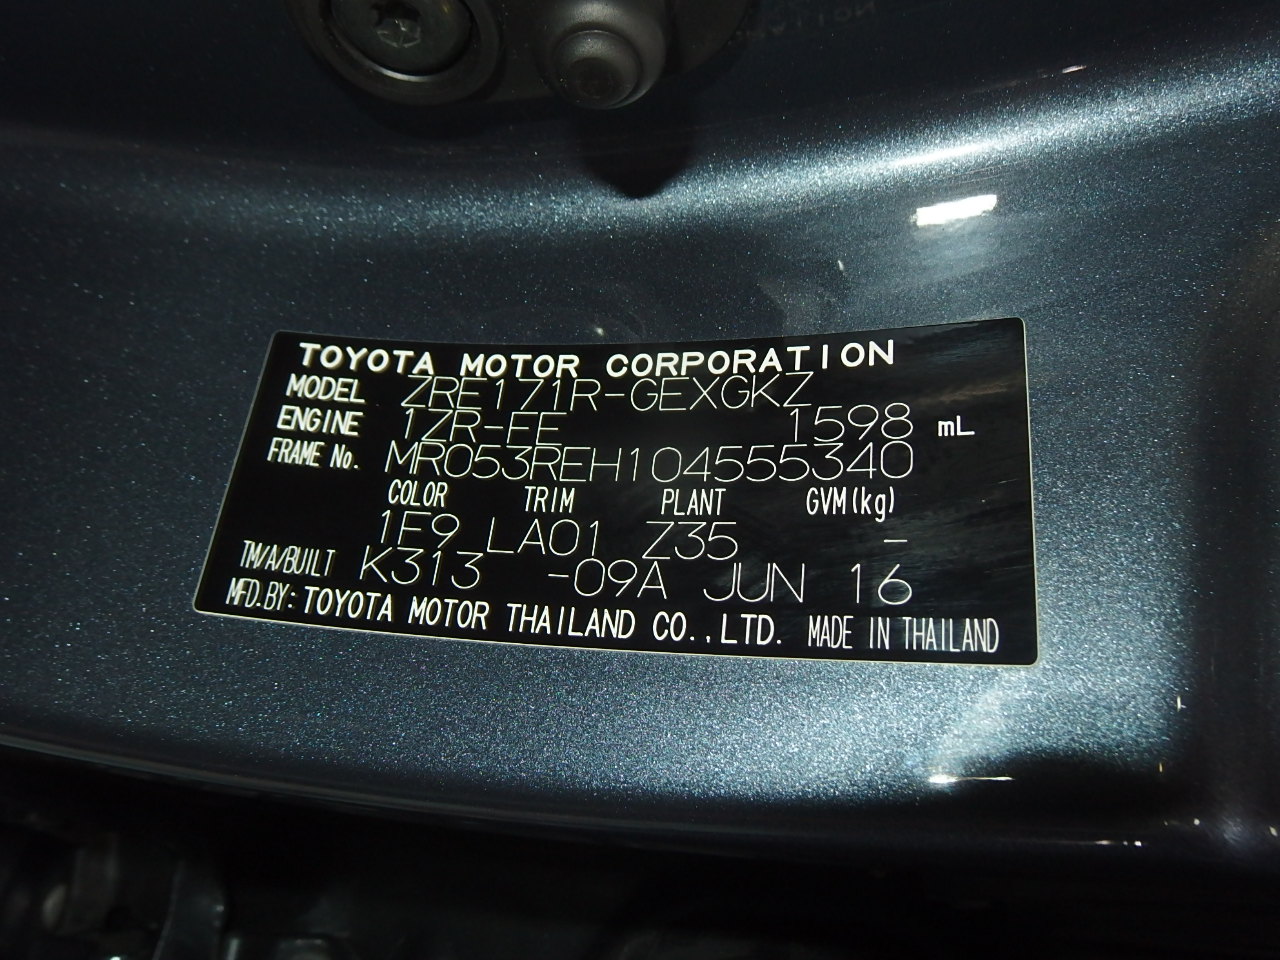 TOYOTA MOTOR CORPORATION
MODEL ZRE171R-GEXGKZ
ENGINE 1ZR-FE 1598 mL
FRAME No. MR053REH104555340
COLOR TRIM PLANT GVM(kg)
1F9 LA01 Z35 -
TM/A/BUILT K313 -09A JUN 16
MFD.BY: TOYOTA MOTOR THAILAND CO.,LTD. MADE IN THAILAND